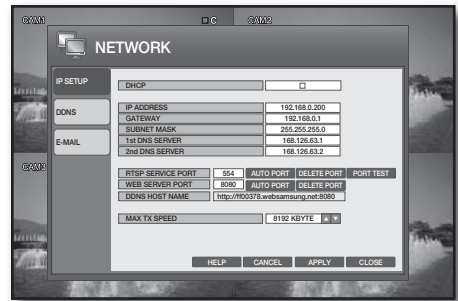 CAM1 C CAM2
NETWORK
IP SETUP
DDNS
E-MAIL
DHCP
IP ADDRESS 192.168.0.200
GATEWAY 192.168.0.1
SUBNET MASK 255.255.255.0
1st DNS SERVER 168.126.63.1
2nd DNS SERVER 168.126.63.2
CAM3
RTSP SERVICE PORT 554 AUTO PORT DELETE PORT PORT TEST
WEB SERVER PORT 8080 AUTO PORT DELETE PORT
DDNS HOST NAME http://ff00378.websamsung.net:8080
MAX TX SPEED 8192 KBYTE
HELP CANCEL APPLY CLOSE